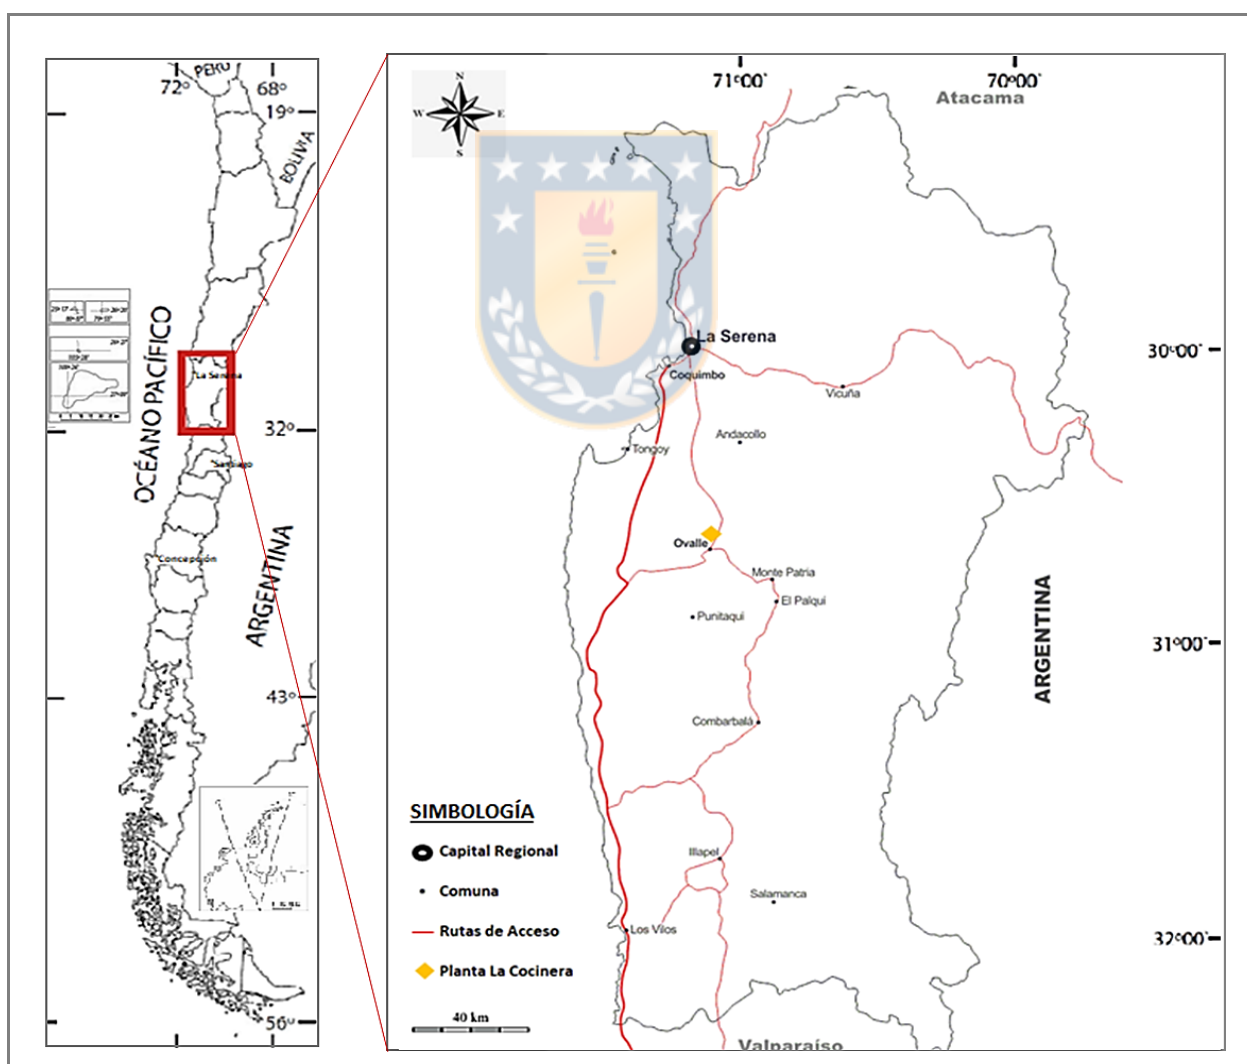 PERU
72°
68°
19°
BOLIVIA
OCÉANO PACÍFICO
La Serena
32°
Santiago
Concepción
ARGENTINA
43°
56°
N
W
E
S
71°00'
70°00'
Atacama
La Serena
30°00'
Coquimbo
Vicuña
Andacollo
Tongoy
Ovalle
Monte Patria
El Palqui
Punitaqui
31°00'
ARGENTINA
Combarbalá
SIMBOLOGÍA
Capital Regional
Comuna
Rutas de Acceso
Planta La Cocinera
40 km
Illapel
Salamanca
Los Vilos
32°00'
Valparaíso